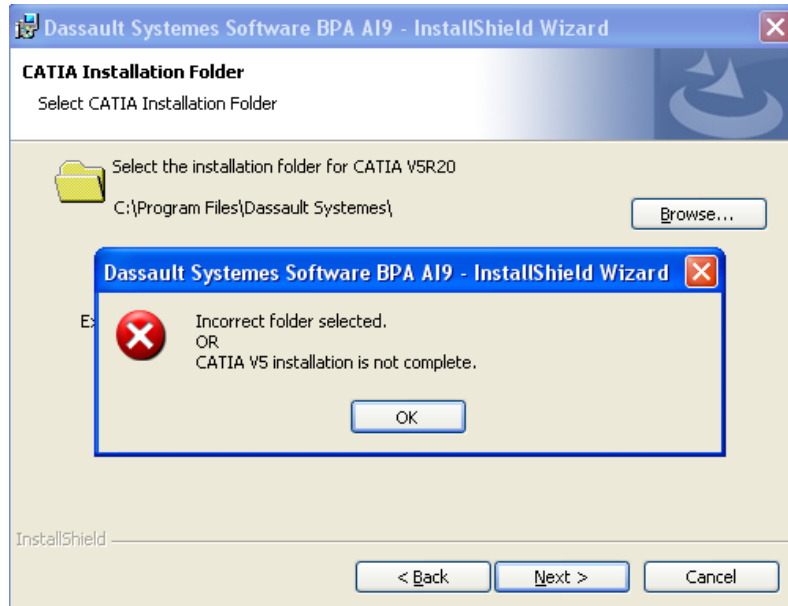 Dassault Systemes Software BPA AI9 - InstallShield Wizard
CATIA Installation Folder
Select CATIA Installation Folder
Select the installation folder for CATIA V5R20
C:\Program Files\Dassault Systemes\
Browse...
Dassault Systemes Software BPA AI9 - InstallShield Wizard
Incorrect folder selected.
OR
CATIA V5 installation is not complete.
OK
InstallShield
< Back
Next >
Cancel